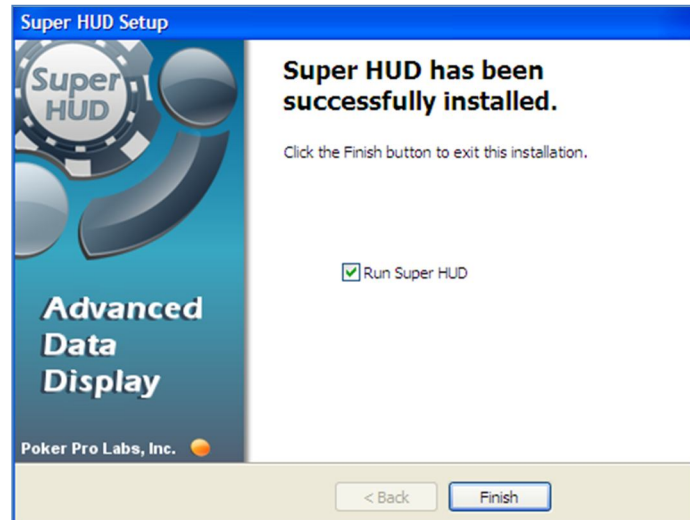 Super HUD Setup
Super
HUD
Super HUD has been
successfully installed.
Click the Finish button to exit this installation.
Run Super HUD
Advanced
Data
Display
Poker Pro Labs, Inc.
< Back
Finish